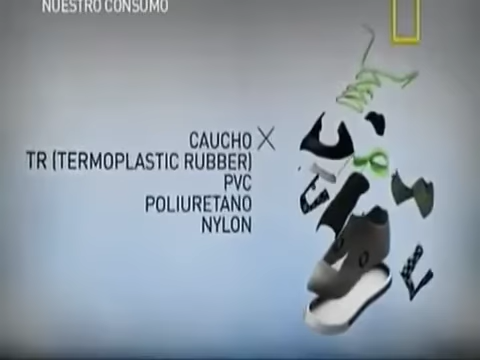 NUESTRO CONSUMO
CAUCHO
TR (TERMOPLASTIC RUBBER)
PVC
POLIURETANO
NYLON